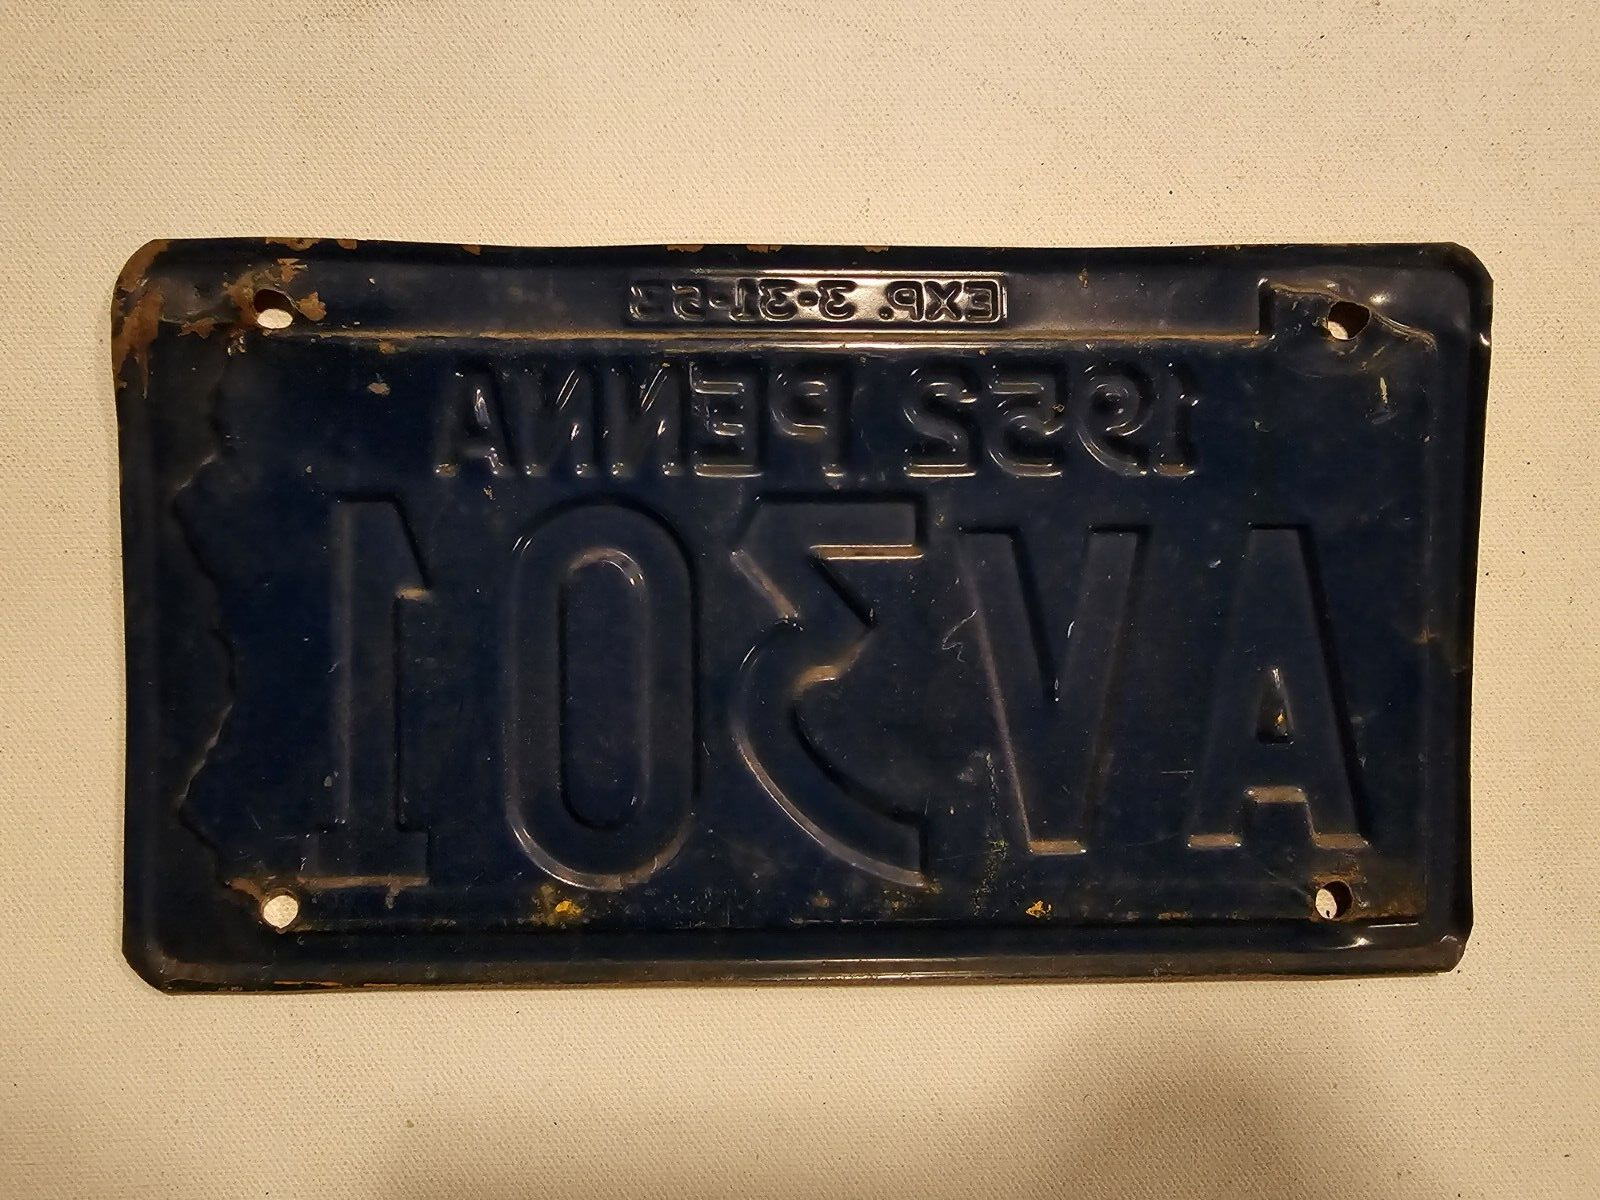 EXP. 3-31-53
1952 PENNA
AV301